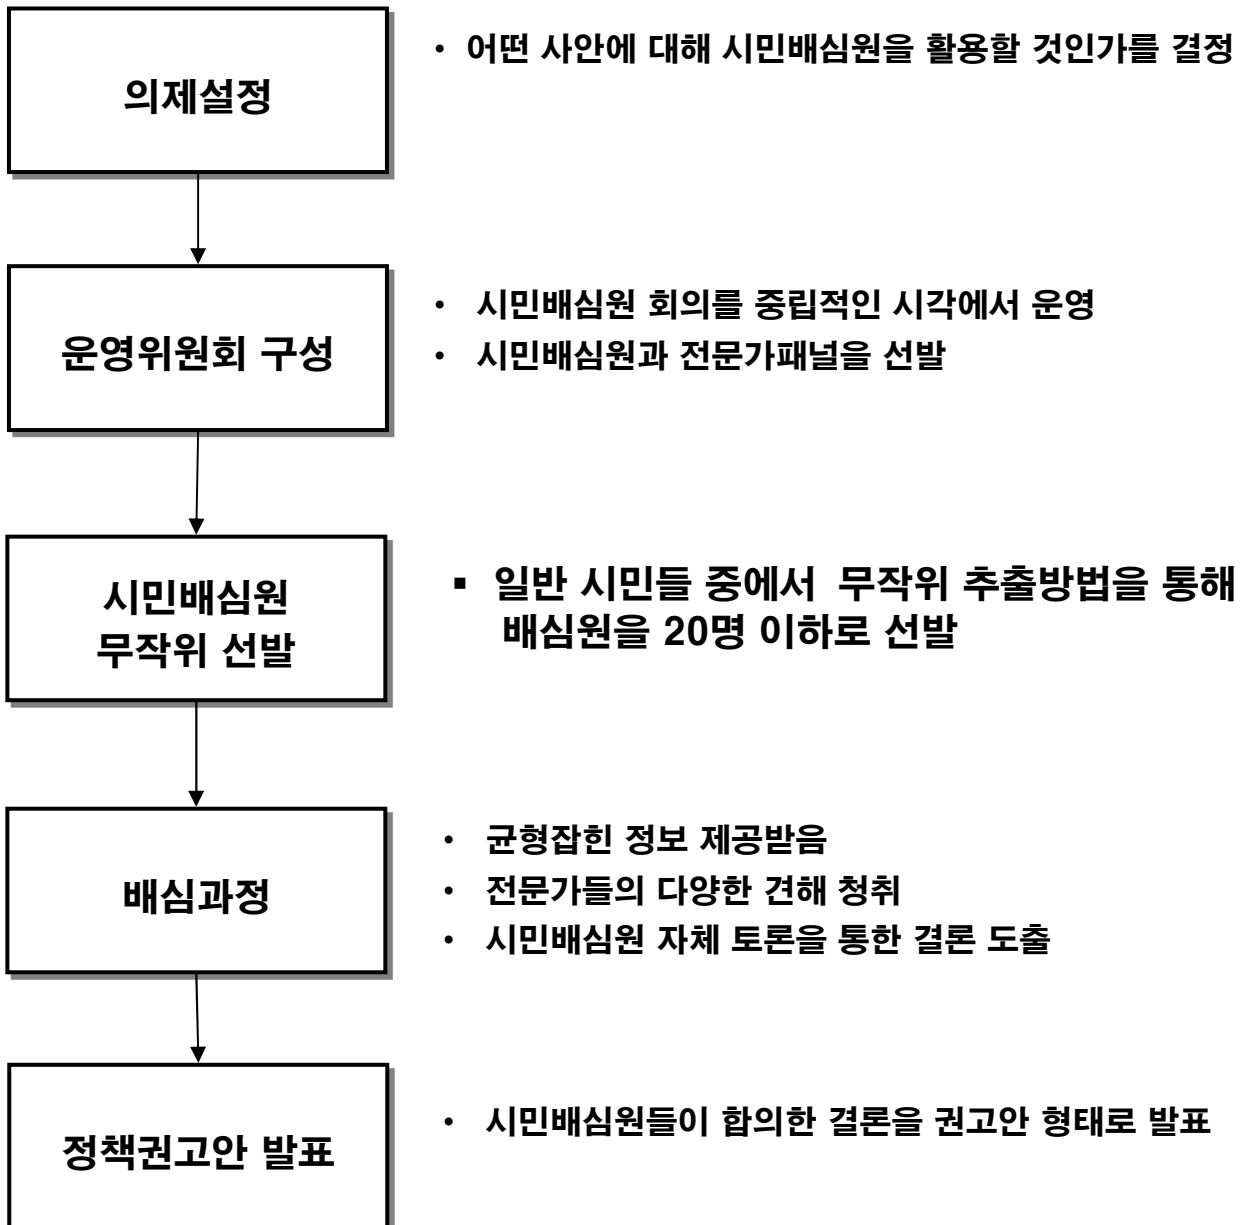 의제설정
• 어떤 사안에 대해 시민배심원을 활용할 것인가를 결정
운영위원회 구성
• 시민배심원 회의를 중립적인 시각에서 운영
• 시민배심원과 전문가패널을 선발
시민배심원
무작위 선발
▪ 일반 시민들 중에서 무작위 추출방법을 통해
배심원을 20명 이하로 선발
배심과정
• 균형잡힌 정보 제공받음
• 전문가들의 다양한 견해 청취
• 시민배심원 자체 토론을 통한 결론 도출
정책권고안 발표
• 시민배심원들이 합의한 결론을 권고안 형태로 발표